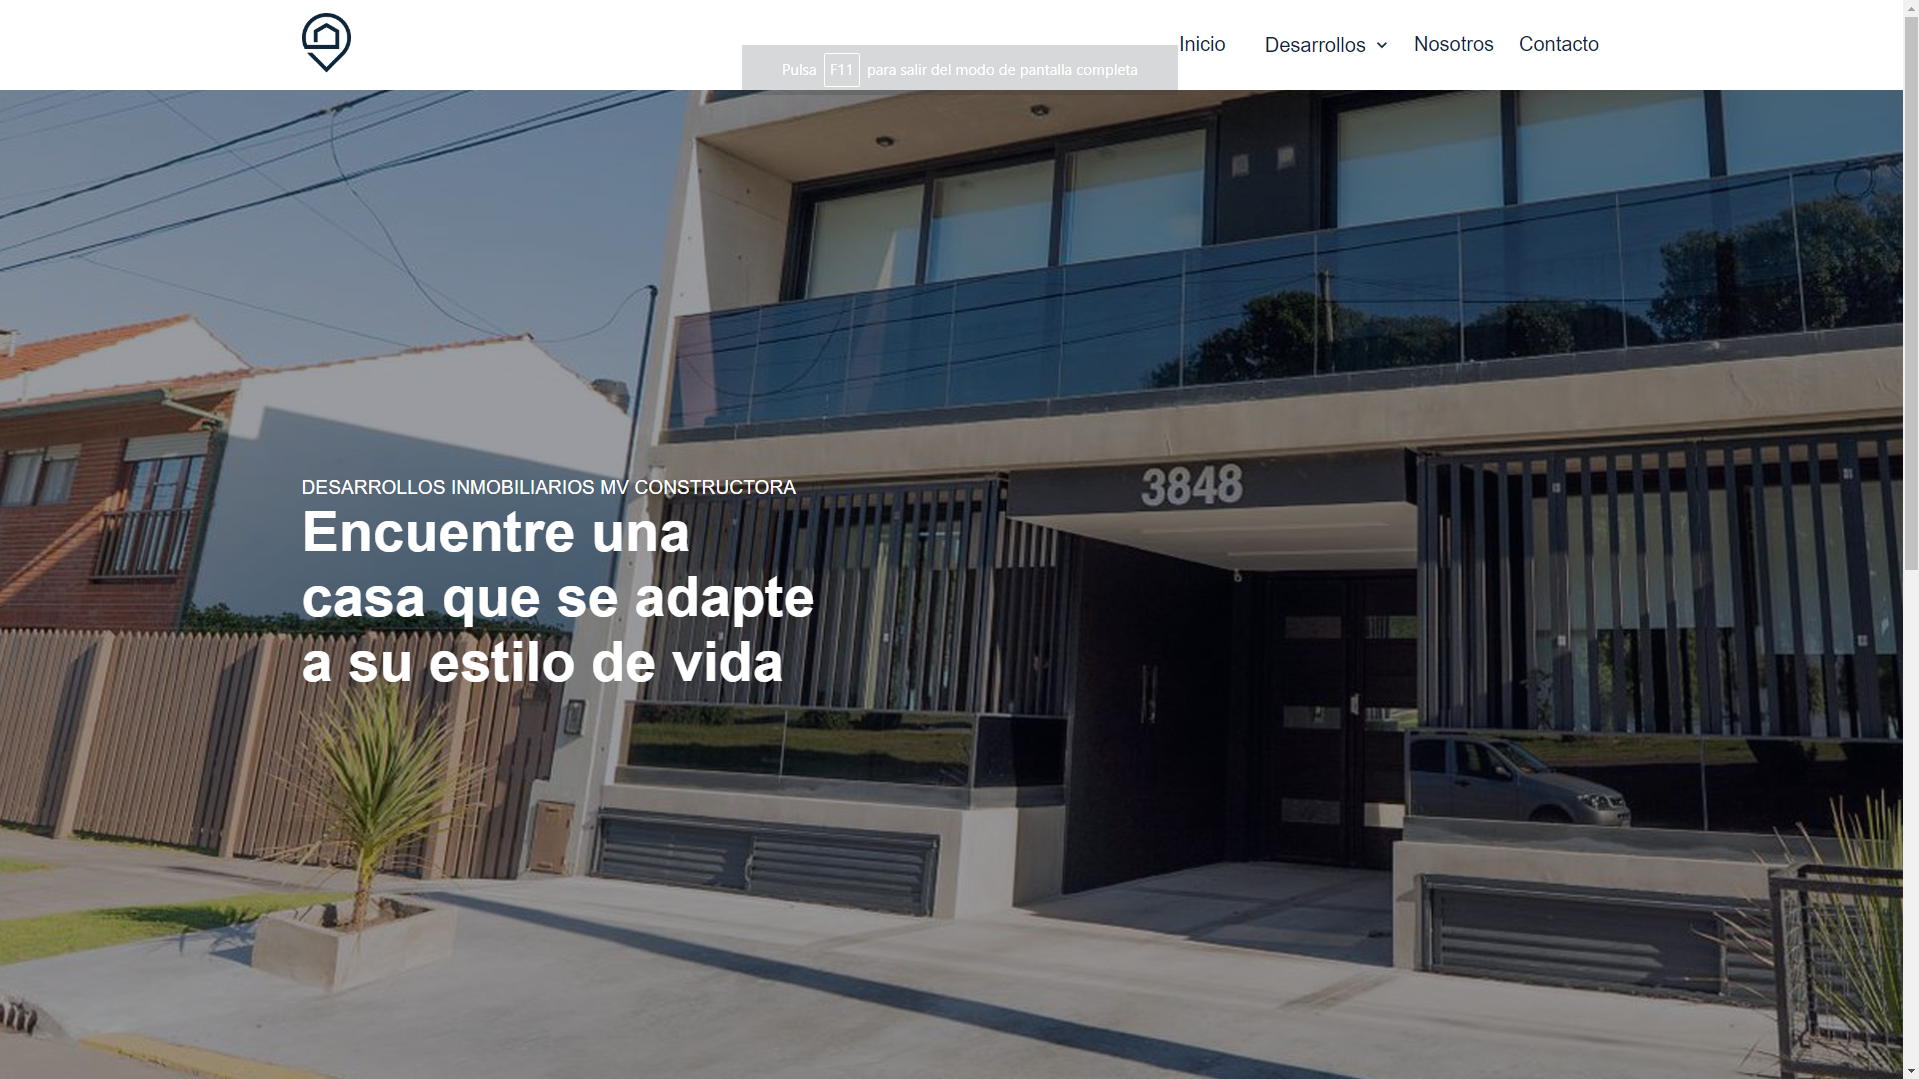 Inicio
Desarrollos
Nosotros
Contacto
Pulsa F11 para salir del modo de pantalla completa
3848
DESARROLLOS INMOBILIARIOS MV CONSTRUCTORA
Encuentre una
casa que se adapte
a su estilo de vida